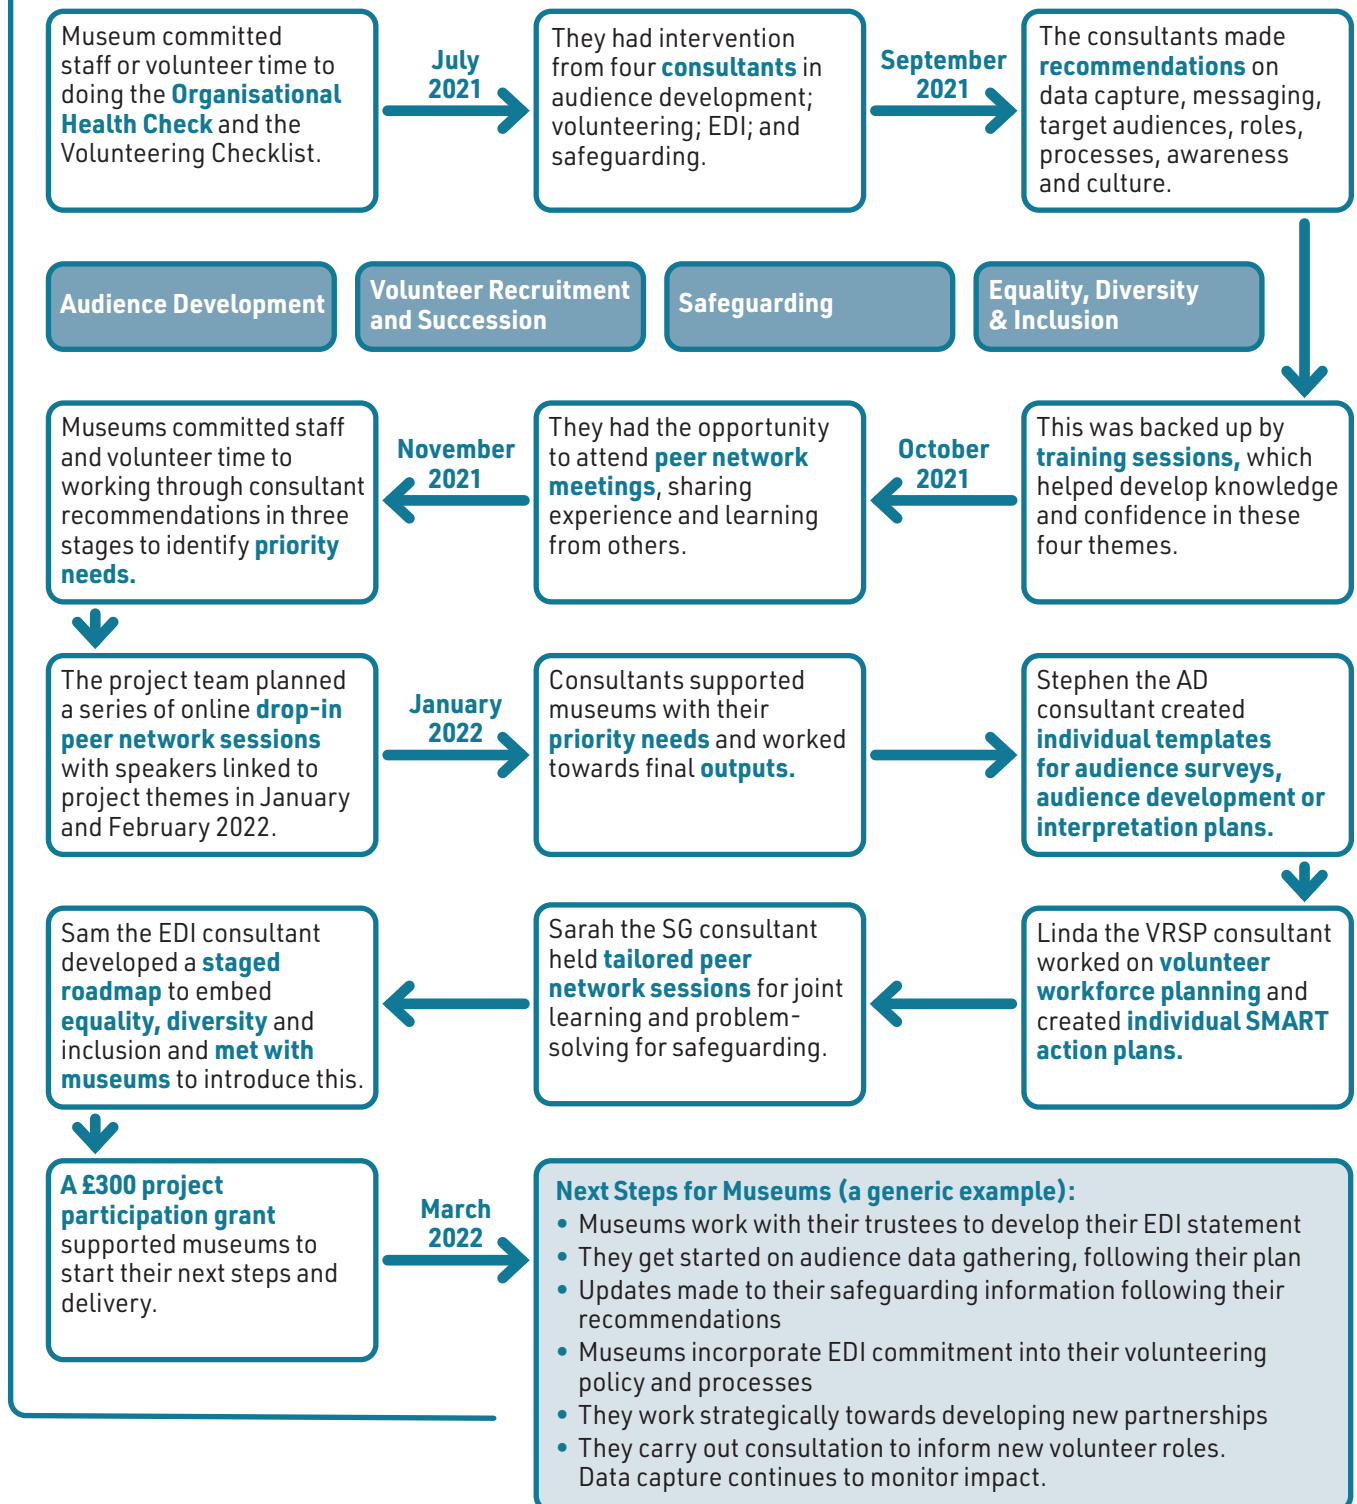 Museum committed
staff or volunteer time to
doing the Organisational
Health Check and the
Volunteering Checklist.
July
2021
They had intervention
from four consultants in
audience development;
volunteering; EDI; and
safeguarding.
September
2021
The consultants made
recommendations on
data capture, messaging,
target audiences, roles,
processes, awareness
and culture.
Audience Development
Volunteer Recruitment
and Succession
Safeguarding
Equality, Diversity
& Inclusion
This was backed up by
training sessions, which
helped develop knowledge
and confidence in these
four themes.
October
2021
They had the opportunity
to attend peer network
meetings, sharing
experience and learning
from others.
November
2021
Museums committed staff
and volunteer time to
working through consultant
recommendations in three
stages to identify priority
needs.
The project team planned
a series of online drop-in
peer network sessions
with speakers linked to
project themes in January
and February 2022.
January
2022
Consultants supported
museums with their
priority needs and worked
towards final outputs.
Stephen the AD
consultant created
individual templates
for audience surveys,
audience development or
interpretation plans.
Linda the VRSP consultant
worked on volunteer
workforce planning and
created individual SMART
action plans.
Sarah the SG consultant
held tailored peer
network sessions for joint
learning and problem-
solving for safeguarding.
Sam the EDI consultant
developed a staged
roadmap to embed
equality, diversity and
inclusion and met with
museums to introduce this.
A £300 project
participation grant
supported museums to
start their next steps and
delivery.
March
2022
Next Steps for Museums (a generic example):
• Museums work with their trustees to develop their EDI statement
• They get started on audience data gathering, following their plan
• Updates made to their safeguarding information following their
recommendations
• Museums incorporate EDI commitment into their volunteering
policy and processes
• They work strategically towards developing new partnerships
• They carry out consultation to inform new volunteer roles.
Data capture continues to monitor impact.